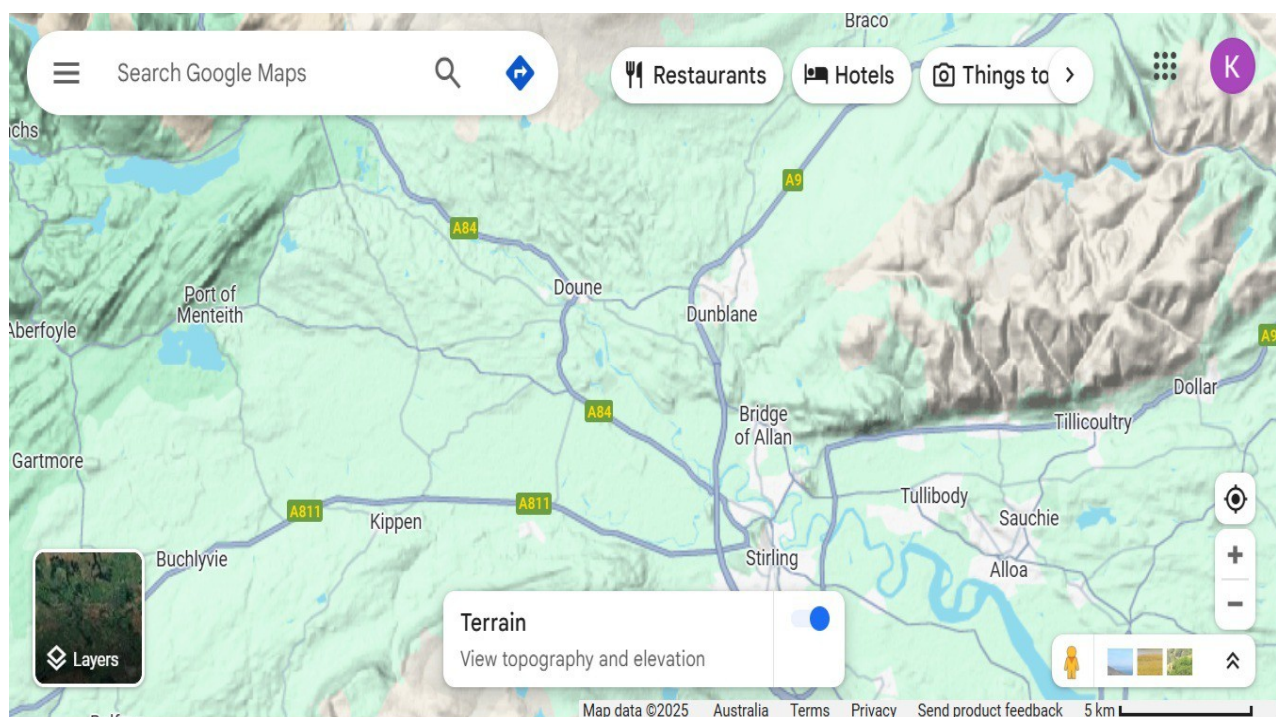 Braco
Search Google Maps
Restaurants
Hotels
Things to
K
A9
A84
Doune
Port of
Menteith
Dunblane
Aberfoyle
A9
Dollar
A84
Bridge
of Allan
Tillicoultry
Gartmore
Tullibody
A811
A811
Kippen
Sauchie
Buchlyvie
Stirling
Alloa
Terrain
View topography and elevation
Layers
Map data ©2025 Australia Terms Privacy Send product feedback 5 km